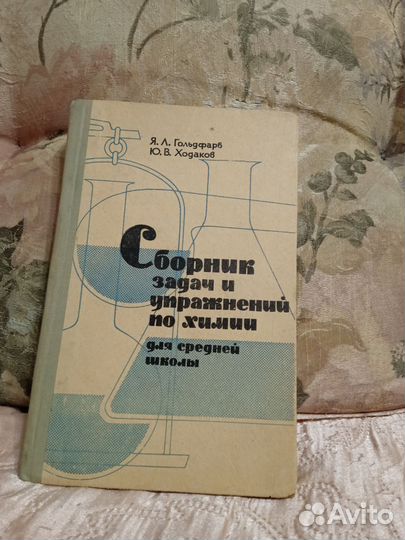 Я. Л. Гольдфарб
Ю. В. Ходаков
Сборник
задач и
упражнений
по химии
для средней
школы
Avito